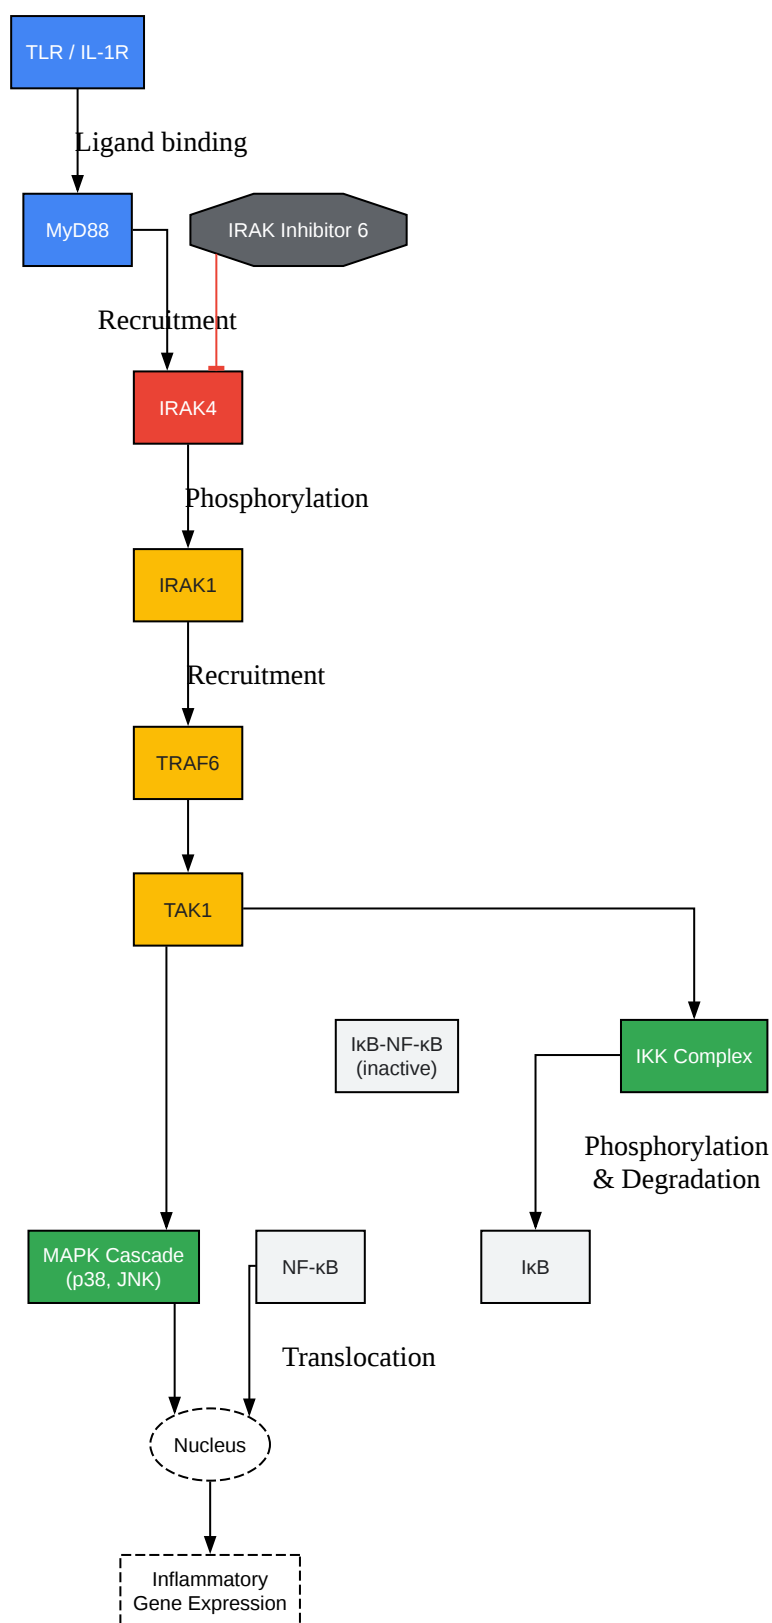 TLR / IL-1R
Ligand binding
MyD88
IRAK Inhibitor 6
Recruitment
IRAK4
Phosphorylation
IRAK1
Recruitment
TRAF6
TAK1
IκB-NF-κB
(inactive)
IKK Complex
Phosphorylation
& Degradation
MAPK Cascade
(p38, JNK)
NF-κB
IκB
Translocation
Nucleus
Inflammatory
Gene Expression